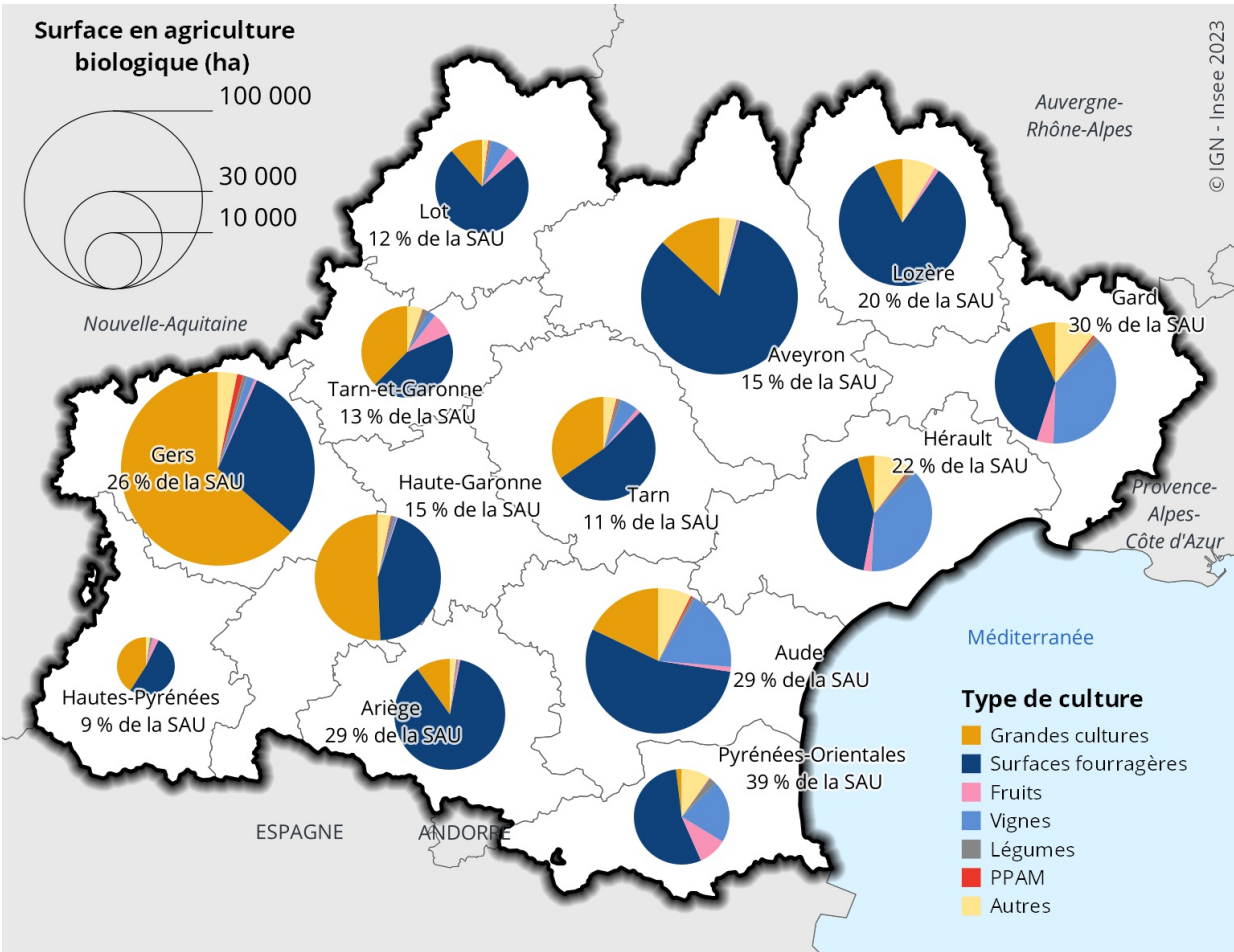 Surface en agriculture
biologique (ha)
100 000
30 000
10 000
© IGN - Insee 2023
Auvergne-
Rhône-Alpes
Lot
12 % de la SAU
Lozère
20 % de la SAU
Gard
30 % de la SAU
Nouvelle-Aquitaine
Aveyron
15 % de la SAU
Tarn-et-Garonne
13 % de la SAU
Gers
26 % de la SAU
Haute-Garonne
15 % de la SAU
Tarn
11 % de la SAU
Hérault
22 % de la SAU
Provence-
Alpes-
Côte d'Azur
Méditerranée
Hautes-Pyrénées
9 % de la SAU
Ariège
29 % de la SAU
Aude
29 % de la SAU
Pyrénées-Orientales
39 % de la SAU
ESPAGNE
ANDORRE
Type de culture
Grandes cultures
Surfaces fourragères
Fruits
Vignes
Légumes
PPAM
Autres